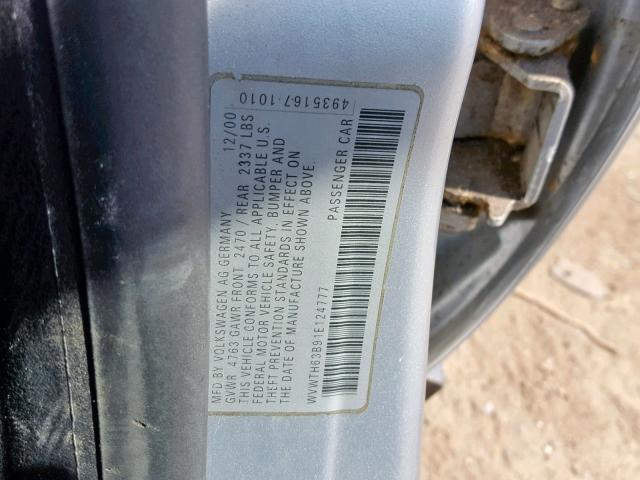 MFD BY VOLKSWAGEN AG GERMANY 12/00
GVWR 4763 GAWR FRONT 2470 / REAR 2337 LBS
THIS VEHICLE CONFORMS TO ALL APPLICABLE U.S.
FEDERAL MOTOR VEHICLE SAFETY, BUMPER AND
THEFT PREVENTION STANDARDS IN EFFECT ON
THE DATE OF MANUFACTURE SHOWN ABOVE.
WVWTH63B91E124777 PASSENGER CAR
4935167 1010